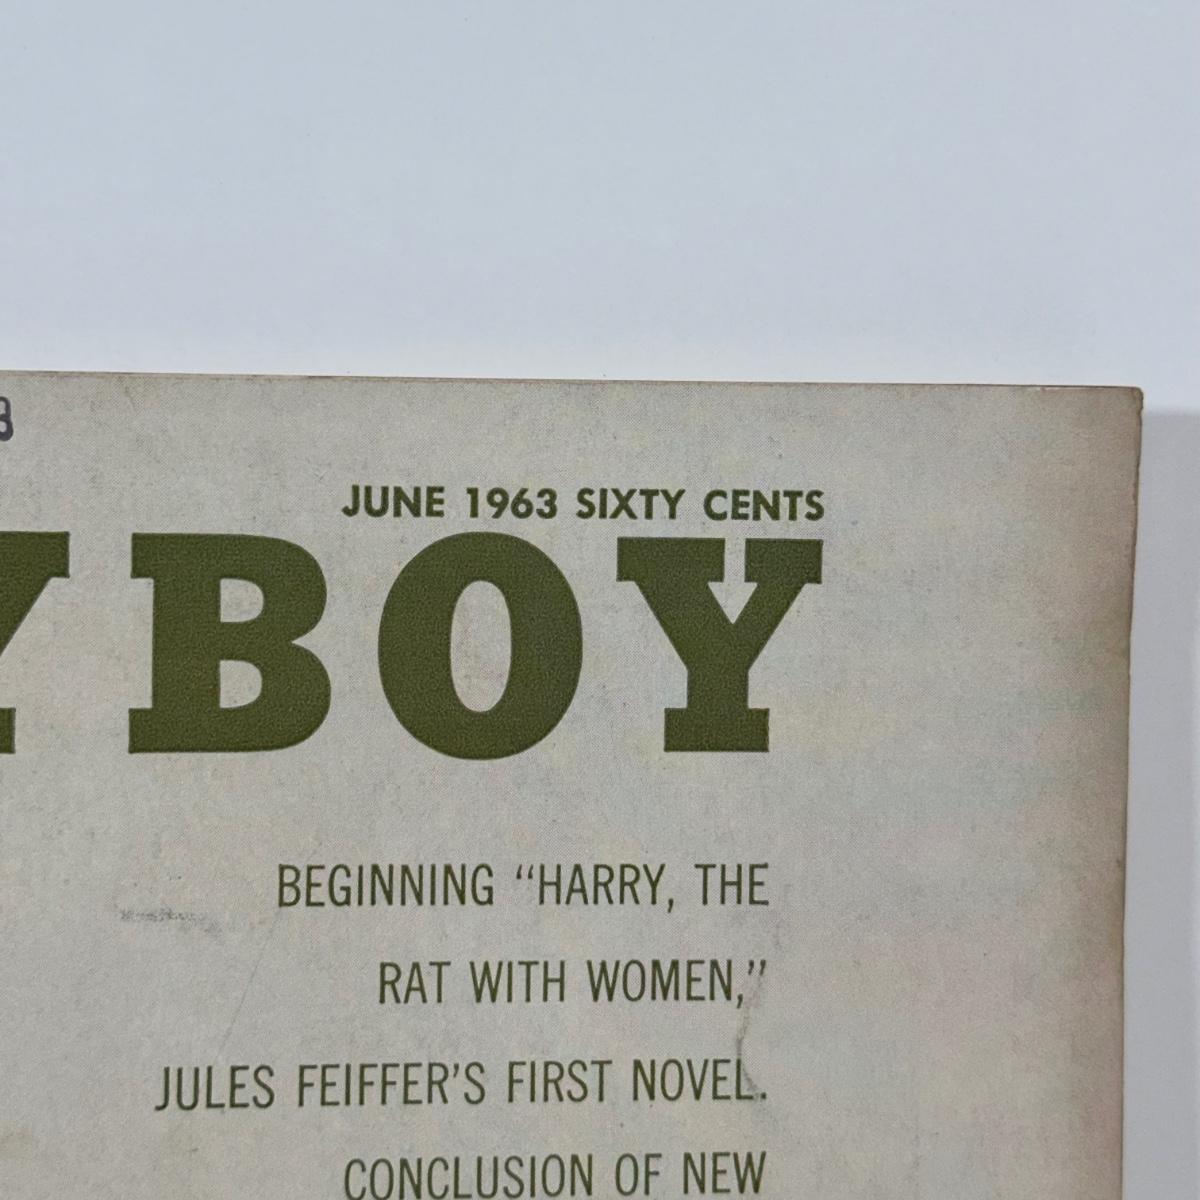 JUNE 1963 SIXTY CENTS
YBOY
BEGINNING “HARRY, THE
RAT WITH WOMEN,”
JULES FEIFFER’S FIRST NOVEL.
CONCLUSION OF NEW